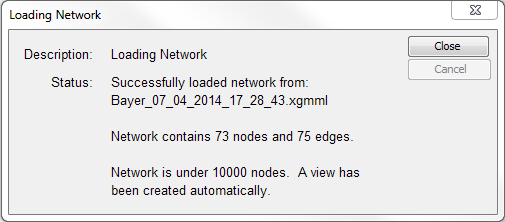 Loading Network
Description: Loading Network
Close
Cancel
Status: Successfully loaded network from:
Bayer_07_04_2014_17_28_43.xgmml
Network contains 73 nodes and 75 edges.
Network is under 10000 nodes.  A view has
been created automatically.